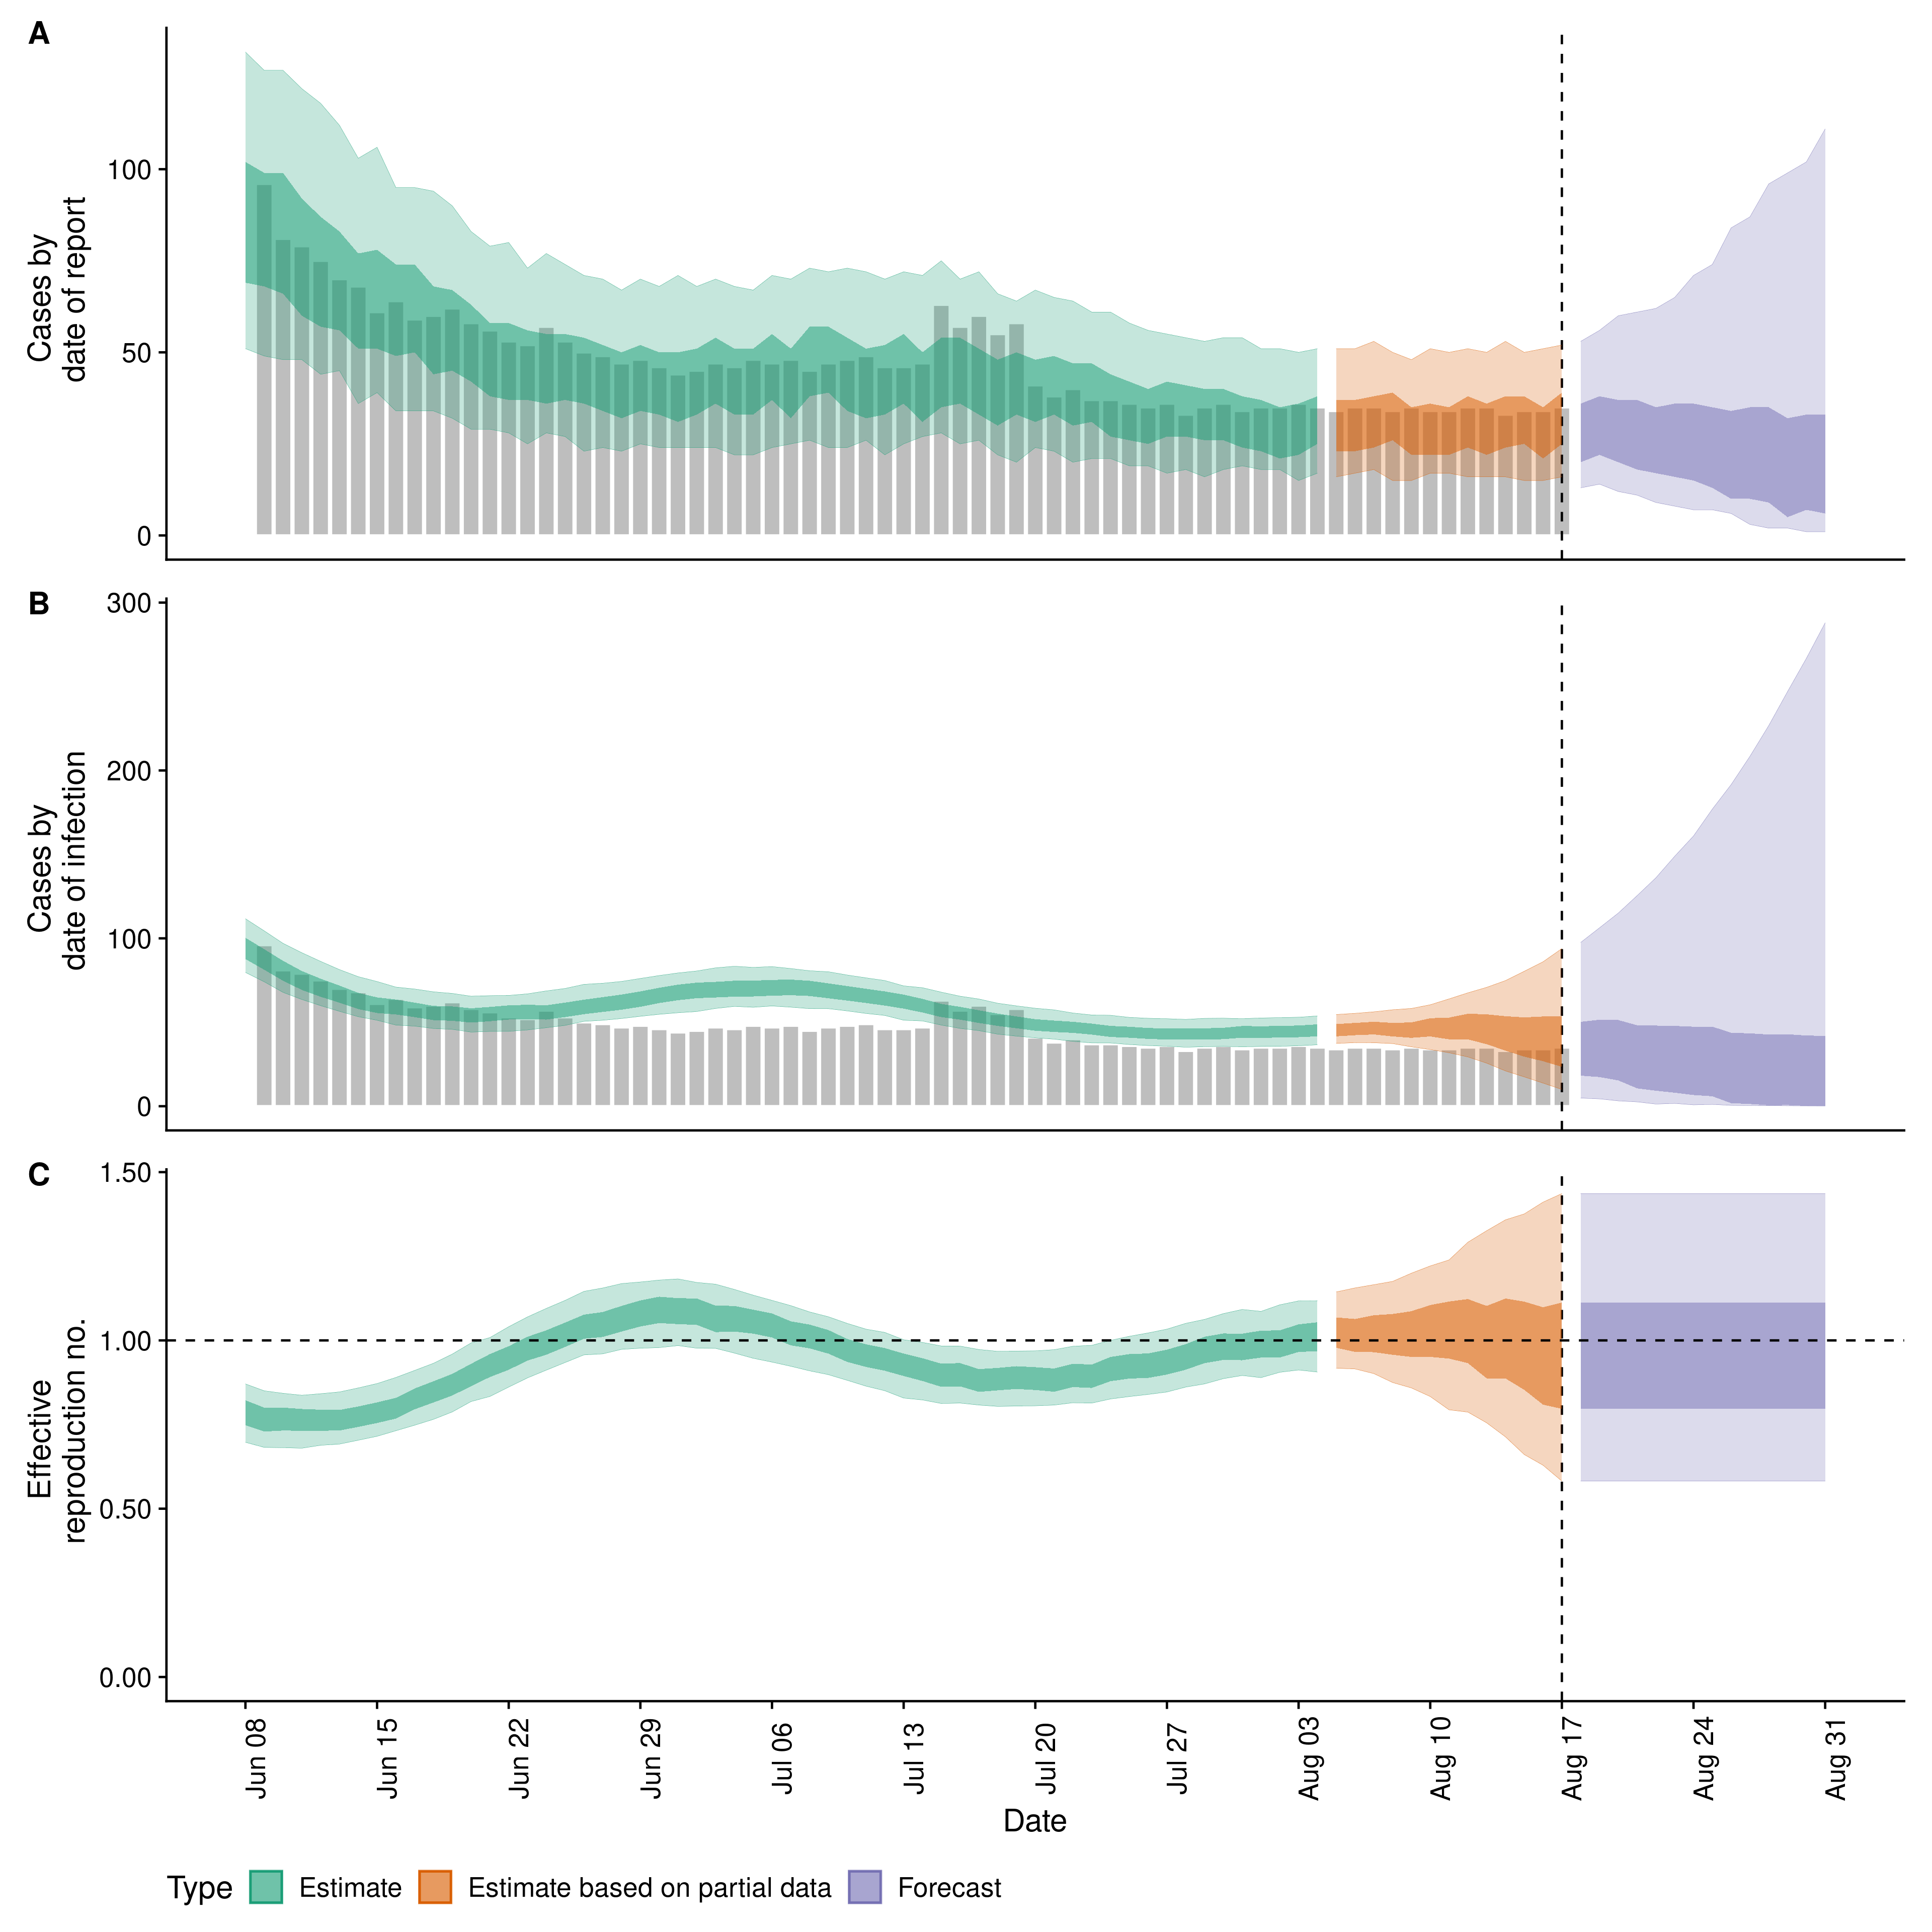 A
Cases by
date of report
100
50
0
B
Cases by
date of infection
300
200
100
0
C
Effective
reproduction no.
1.50
1.00
0.50
0.00
Jun 08
Jun 15
Jun 22
Jun 29
Jul 06
Jul 13
Jul 20
Jul 27
Aug 03
Aug 10
Aug 17
Aug 24
Aug 31
Date
Type Estimate Estimate based on partial data Forecast